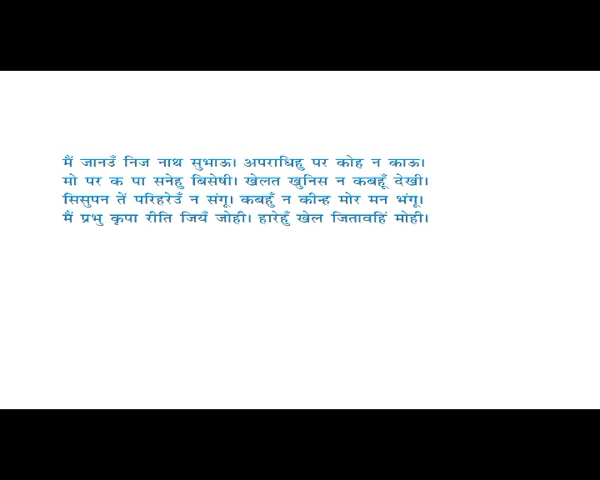 मैं जानउँ निज नाथ सुभाऊ। अपराधिहु पर कोह न काऊ।
मो पर क पा सनेहु बिसेषी। खेलत खुनिस न कबहूँ देखी।
सिसुपन तें परिहरेउँ न संगू। कबहुँ न कीन्ह मोर मन भंगू।
मैं प्रभु कृपा रीति जियँ जोही। हारेहुँ खेल जितावहिं मोही।